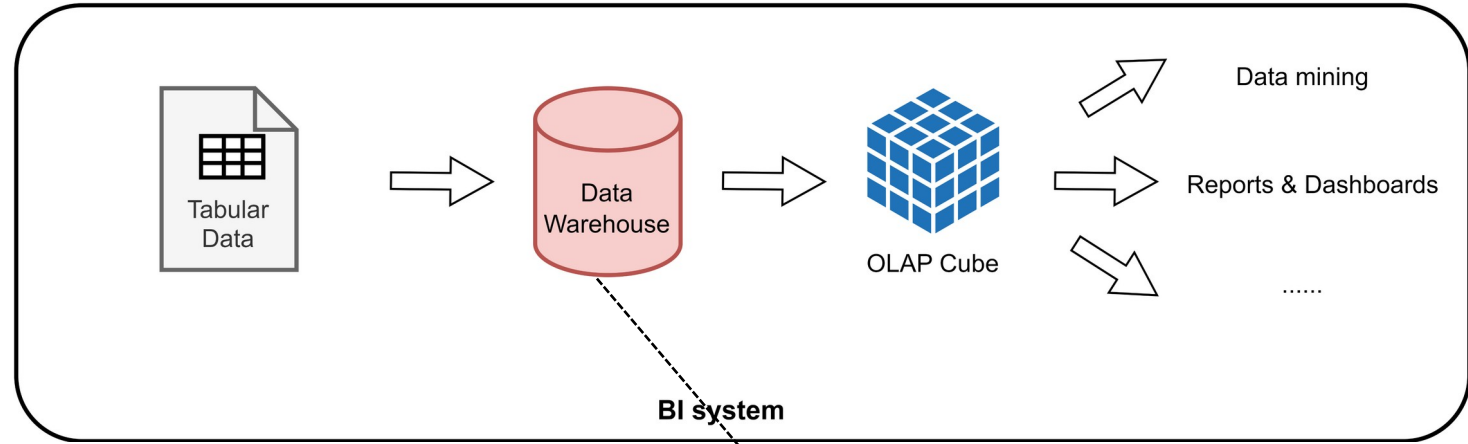 Tabular
Data
Data
Warehouse
OLAP Cube
Data mining
Reports & Dashboards
......
BI system